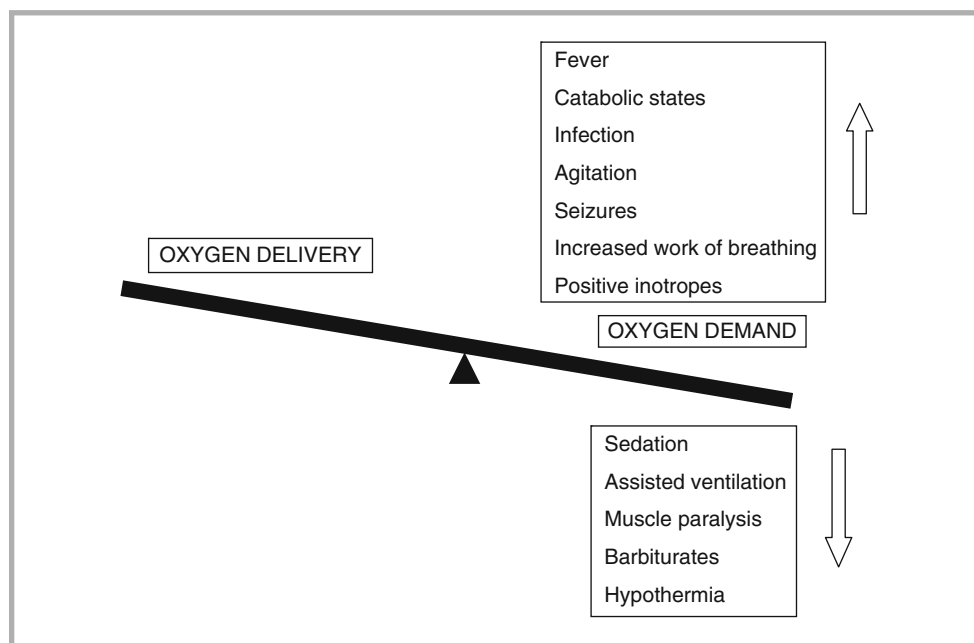 Fever
Catabolic states
Infection
Agitation
Seizures
Increased work of breathing
Positive inotropes
OXYGEN DELIVERY
OXYGEN DEMAND
Sedation
Assisted ventilation
Muscle paralysis
Barbiturates
Hypothermia